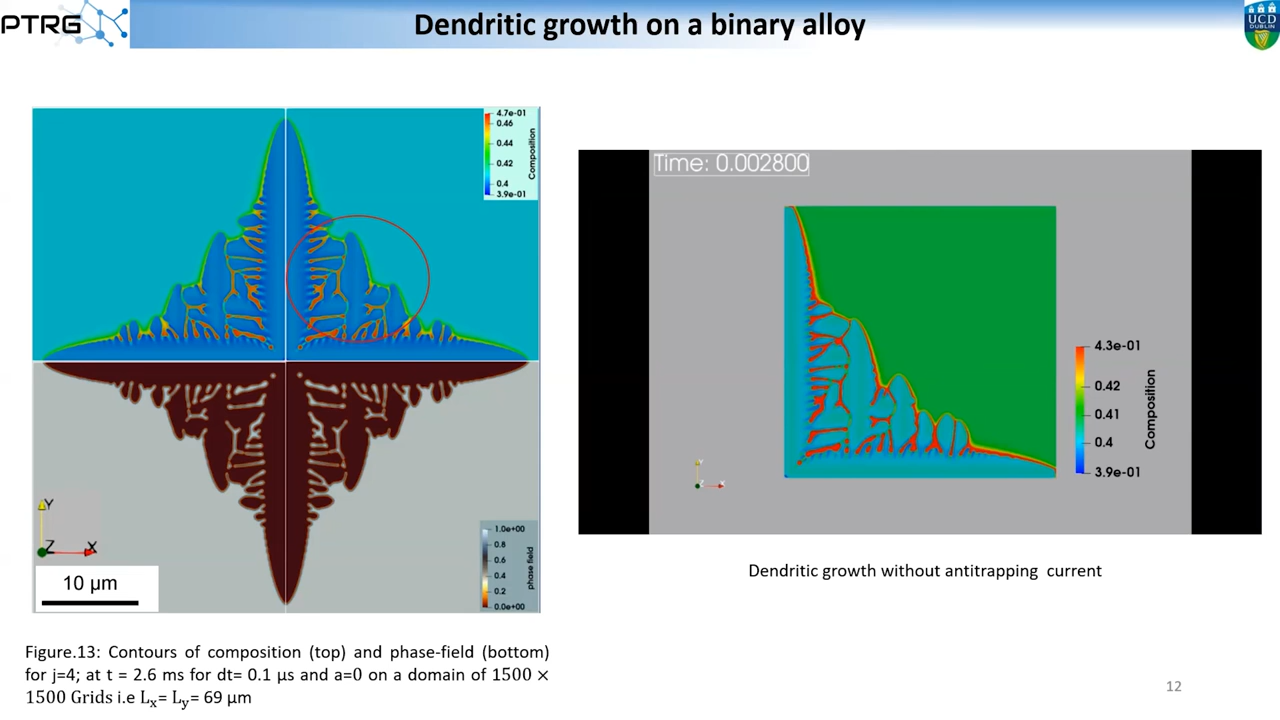 PTRG
Dendritic growth on a binary alloy
UCD
DUBLIN
4.7e-01
0.46
0.44
0.42
0.4
3.9e-01
Composition
Y
Z
X
10 µm
1.0e+00
0.8
0.6
0.4
0.2
0.0e+00
phase field
Time: 0.002800
4.3e-01
0.42
0.41
0.4
3.9e-01
Composition
Y
Z
X
Dendritic growth without antitrapping current
Figure.13: Contours of composition (top) and phase-field (bottom)
for j=4; at t = 2.6 ms for dt= 0.1 µs and a=0 on a domain of 1500 ×
1500 Grids i.e Lx= Ly= 69 µm
12